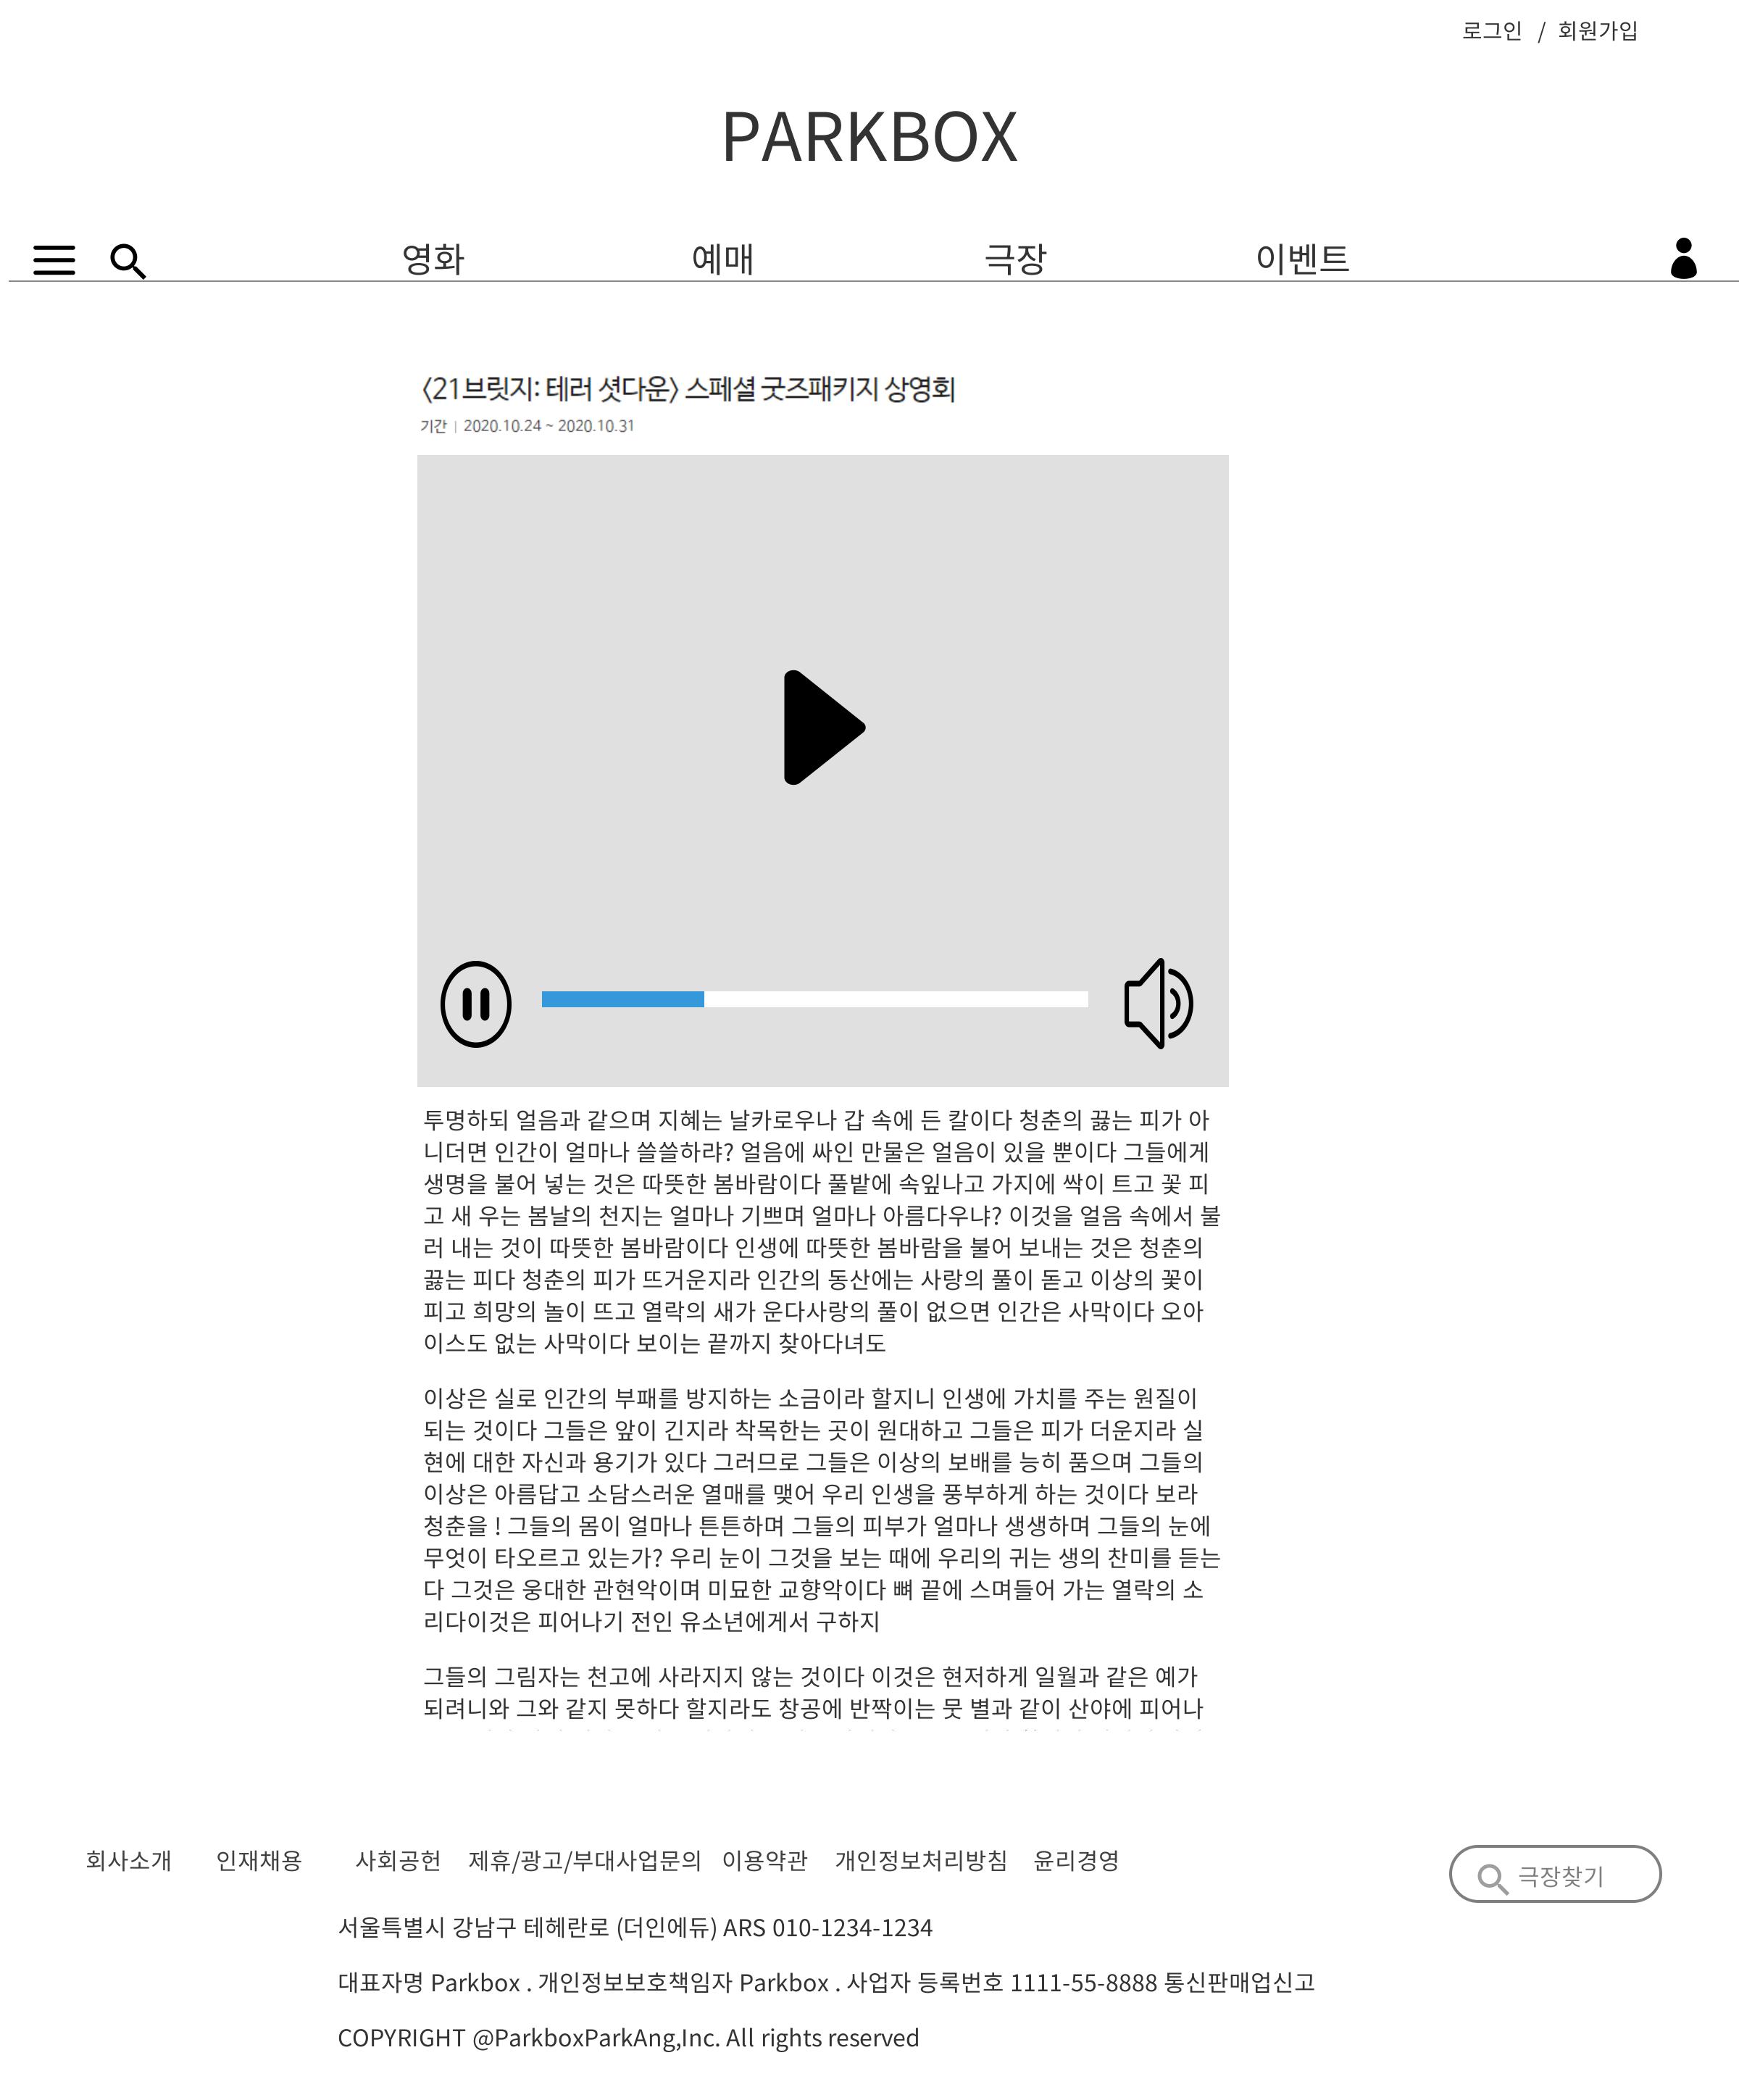 로그인 / 회원가입
PARKBOX
영화 예매 극장 이벤트
〈21브릿지: 테러 셧다운〉 스페셜 굿즈패키지 상영회
기간 | 2020.10.24 ~ 2020.10.31
투명하되 얼음과 같으며 지혜는 날카로우나 갑 속에 든 칼이다 청춘의 끓는 피가 아
니더면 인간이 얼마나 쓸쓸하랴? 얼음에 싸인 만물은 얼음이 있을 뿐이다 그들에게
생명을 불어 넣는 것은 따뜻한 봄바람이다 풀밭에 속잎나고 가지에 싹이 트고 꽃 피
고 새 우는 봄날의 천지는 얼마나 기쁘며 얼마나 아름다우냐? 이것을 얼음 속에서 불
러 내는 것이 따뜻한 봄바람이다 인생에 따뜻한 봄바람을 불어 보내는 것은 청춘의
끓는 피다 청춘의 피가 뜨거운지라 인간의 동산에는 사랑의 풀이 돋고 이상의 꽃이
피고 희망의 놀이 뜨고 열락의 새가 운다사랑의 풀이 없으면 인간은 사막이다 오아
이스도 없는 사막이다 보이는 끝까지 찾아다녀도
이상은 실로 인간의 부패를 방지하는 소금이라 할지니 인생에 가치를 주는 원질이
되는 것이다 그들은 앞이 긴지라 착목한는 곳이 원대하고 그들은 피가 더운지라 실
현에 대한 자신과 용기가 있다 그러므로 그들은 이상의 보배를 능히 품으며 그들의
이상은 아름답고 소담스러운 열매를 맺어 우리 인생을 풍부하게 하는 것이다 보라
청춘을 ! 그들의 몸이 얼마나 튼튼하며 그들의 피부가 얼마나 생생하며 그들의 눈에
무엇이 타오르고 있는가? 우리 눈이 그것을 보는 때에 우리의 귀는 생의 찬미를 듣는
다 그것은 웅대한 관현악이며 미묘한 교향악이다 뼈 끝에 스며들어 가는 열락의 소
리다이것은 피어나기 전인 유소년에게서 구하지
그들의 그림자는 천고에 사라지지 않는 것이다 이것은 현저하게 일월과 같은 예가
되려니와 그와 같지 못하다 할지라도 창공에 반짝이는 뭇 별과 같이 산야에 피어나
회사소개 인재채용 사회공헌 제휴/광고/부대사업문의 이용약관 개인정보처리방침 윤리경영
극장찾기
서울특별시 강남구 테헤란로 (더인에듀) ARS 010-1234-1234
대표자명 Parkbox . 개인정보보호책임자 Parkbox . 사업자 등록번호 1111-55-8888 통신판매업신고
COPYRIGHT @ParkboxParkAng,Inc. All rights reserved